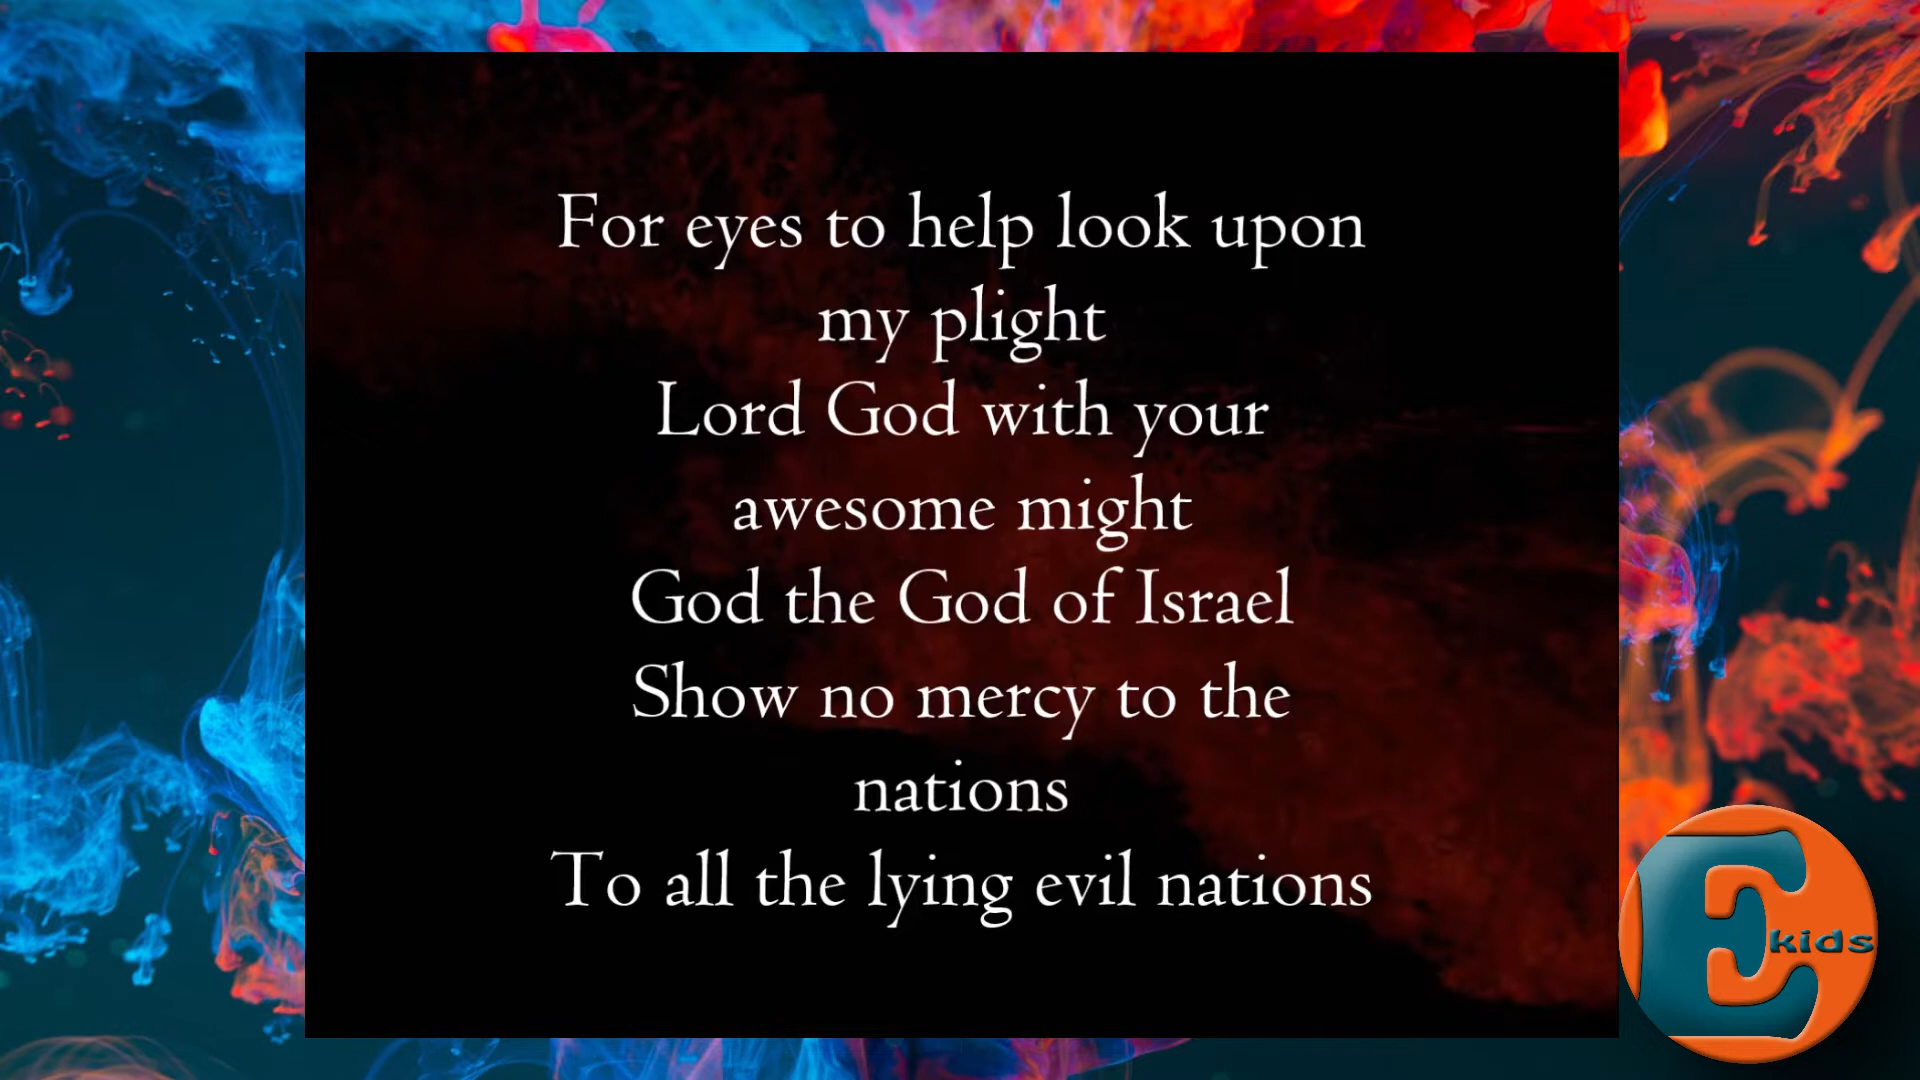 For eyes to help look upon
my plight
Lord God with your
awesome might
God the God of Israel
Show no mercy to the
nations
To all the lying evil nations
E kids